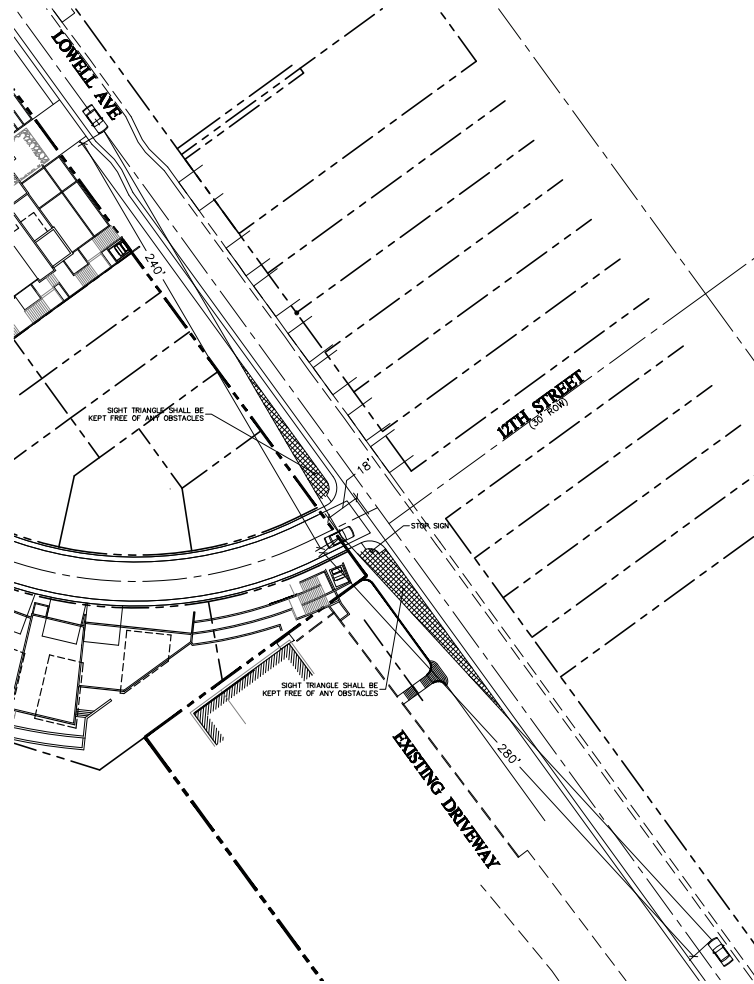 LOWELL AVE
240'
12TH STREET
(30' ROW)
SIGHT TRIANGLE SHALL BE
KEPT FREE OF ANY OBSTACLES
18'
STOP SIGN
SIGHT TRIANGLE SHALL BE
KEPT FREE OF ANY OBSTACLES
EXISTING DRIVEWAY
280'